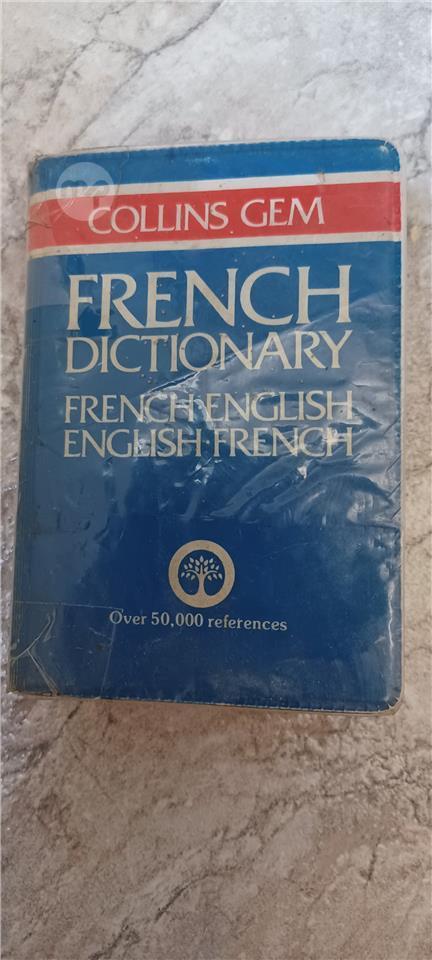 COLLINS GEM
FRENCH
DICTIONARY
FRENCH·ENGLISH
ENGLISH·FRENCH
Over 50,000 references